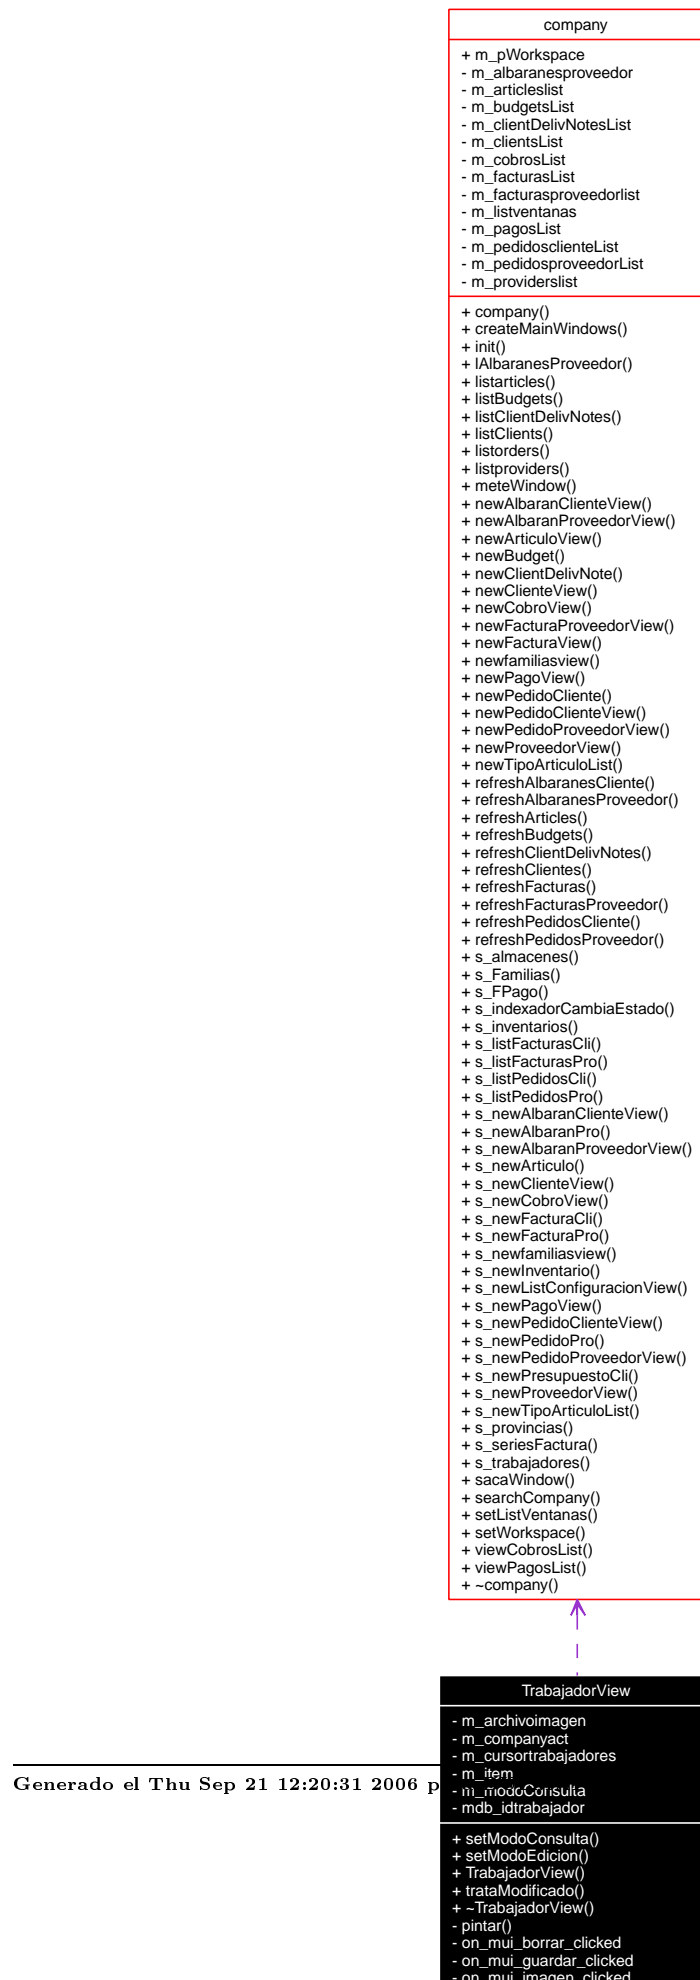 company
+ m_pWorkspace
- m_albaranesproveedor
- m_articleslist
- m_budgetsList
- m_clientDelivNotesList
- m_clientsList
- m_cobrosList
- m_facturasList
- m_facturasproveedorlist
- m_listventanas
- m_pagosList
- m_pedidosclienteList
- m_pedidosproveedorList
- m_providerslist
+ company()
+ createMainWindows()
+ init()
+ lAlbaranesProveedor()
+ listarticles()
+ listBudgets()
+ listClientDelivNotes()
+ listClients()
+ listorders()
+ listproviders()
+ meteWindow()
+ newAlbaranClienteView()
+ newAlbaranProveedorView()
+ newArticuloView()
+ newBudget()
+ newClientDelivNote()
+ newClienteView()
+ newCobroView()
+ newFacturaProveedorView()
+ newFacturaView()
+ newfamiliasview()
+ newPagoView()
+ newPedidoCliente()
+ newPedidoClienteView()
+ newPedidoProveedorView()
+ newProveedorView()
+ newTipoArticuloList()
+ refreshAlbaranesCliente()
+ refreshAlbaranesProveedor()
+ refreshArticles()
+ refreshBudgets()
+ refreshClientDelivNotes()
+ refreshClientes()
+ refreshFacturas()
+ refreshFacturasProveedor()
+ refreshPedidosCliente()
+ refreshPedidosProveedor()
+ s_almacenes()
+ s_Familias()
+ s_FPago()
+ s_indexadorCambiaEstado()
+ s_inventarios()
+ s_listFacturasCli()
+ s_listFacturasPro()
+ s_listPedidosCli()
+ s_listPedidosPro()
+ s_newAlbaranClienteView()
+ s_newAlbaranPro()
+ s_newAlbaranProveedorView()
+ s_newArticulo()
+ s_newClienteView()
+ s_newCobroView()
+ s_newFacturaCli()
+ s_newFacturaPro()
+ s_newfamiliasview()
+ s_newInventario()
+ s_newListConfiguracionView()
+ s_newPagoView()
+ s_newPedidoClienteView()
+ s_newPedidoPro()
+ s_newPedidoProveedorView()
+ s_newPresupuestoCli()
+ s_newProveedorView()
+ s_newTipoArticuloList()
+ s_provincias()
+ s_seriesFactura()
+ s_trabajadores()
+ sacaWindow()
+ searchCompany()
+ setListVentanas()
+ setWorkspace()
+ viewCobrosList()
+ viewPagosList()
+ ~company()
TrabajadorView
- m_archivoimagen
- m_companyact
- m_cursortrabajadores
- m_item
- m_modoConsulta
- mdb_idtrabajador
Generado el Thu Sep 21 12:20:31 2006 p
+ setModoConsulta()
+ setModoEdicion()
+ TrabajadorView()
+ trataModificado()
+ ~TrabajadorView()
- pintar()
- on_mui_borrar_clicked
- on_mui_guardar_clicked
- on_mui_imagen_clicked